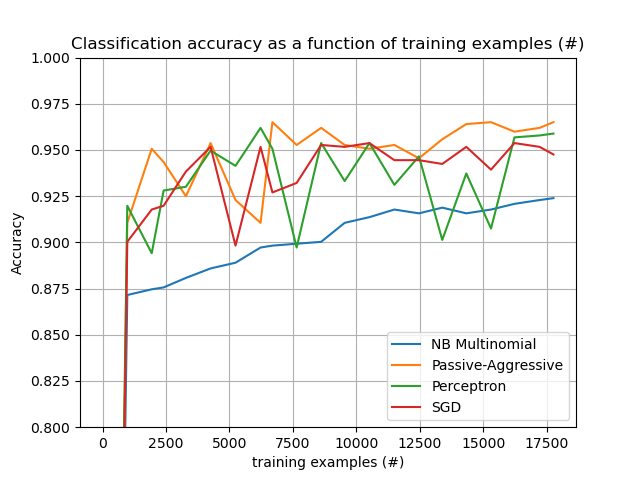 Classification accuracy as a function of training examples (#)
1.000
0.975
0.950
0.925
0.900
0.875
0.850
0.825
0.800
Accuracy
NB Multinomial
Passive-Aggressive
Perceptron
SGD
0 2500 5000 7500 10000 12500 15000 17500
training examples (#)